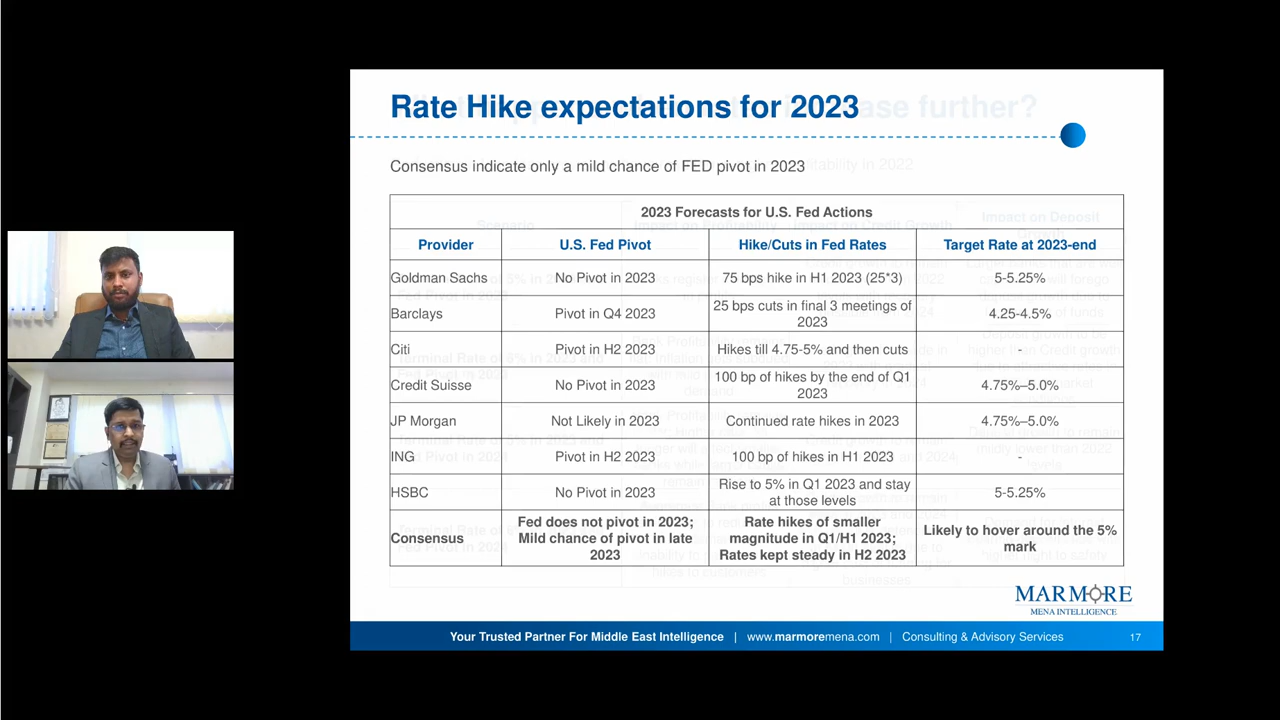 Rate Hike expectations for 2023
Consensus indicate only a mild chance of FED pivot in 2023
2023 Forecasts for U.S. Fed Actions
Provider U.S. Fed Pivot Hike/Cuts in Fed Rates Target Rate at 2023-end
Goldman Sachs No Pivot in 2023 75 bps hike in H1 2023 (25*3) 5-5.25%
Barclays Pivot in Q4 2023 25 bps cuts in final 3 meetings of
2023 4.25-4.5%
Citi Pivot in H2 2023 Hikes till 4.75-5% and then cuts -
Credit Suisse No Pivot in 2023 100 bp of hikes by the end of Q1
2023 4.75%–5.0%
JP Morgan Not Likely in 2023 Continued rate hikes in 2023 4.75%–5.0%
ING Pivot in H2 2023 100 bp of hikes in H1 2023 -
HSBC No Pivot in 2023 Rise to 5% in Q1 2023 and stay
at those levels 5-5.25%
Consensus Fed does not pivot in 2023;
Mild chance of pivot in late
2023
Rate hikes of smaller
magnitude in Q1/H1 2023;
Rates kept steady in H2 2023
Likely to hover around the 5%
mark
MARMORE
MENA INTELLIGENCE
Your Trusted Partner For Middle East Intelligence | www.marmoremena.com | Consulting & Advisory Services 17